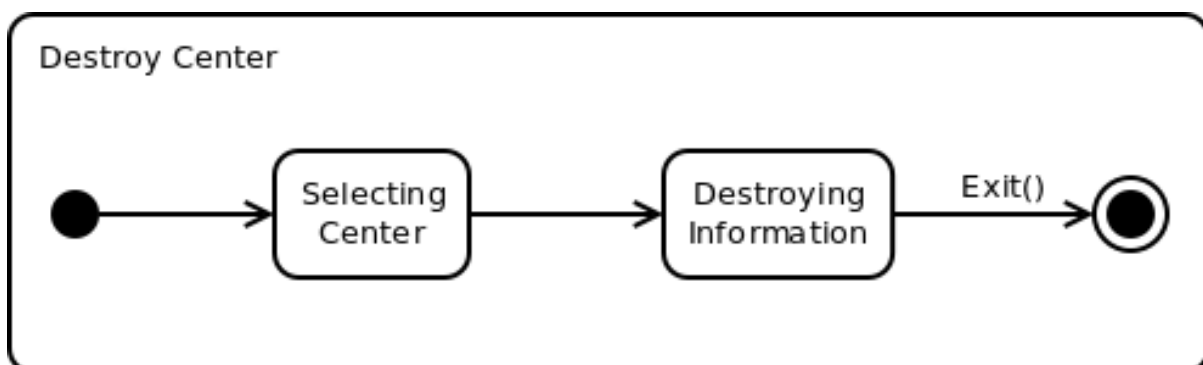 Destroy Center
Selecting
Center
Destroying
Information
Exit()